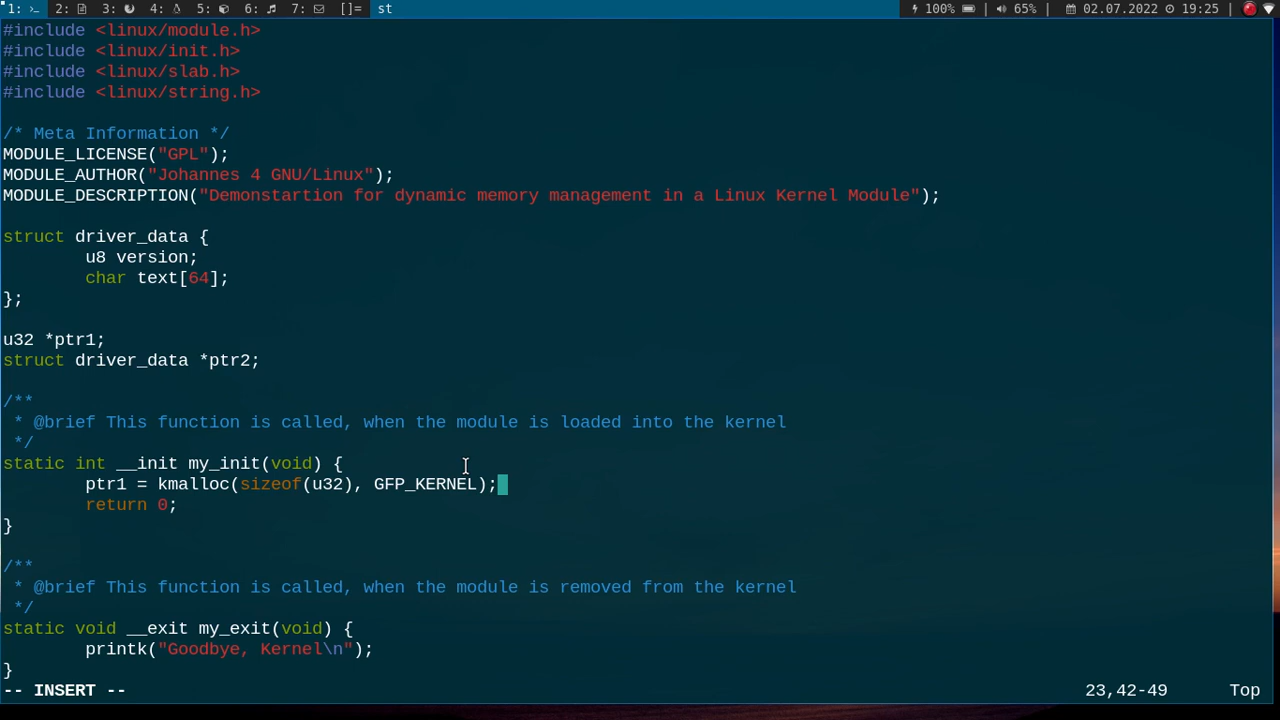 1: 2: 3: 4: 5: 6: 7: []= st 100% | 65% | 02.07.2022 19:25 |
#include <linux/module.h>
#include <linux/init.h>
#include <linux/slab.h>
#include <linux/string.h>
/* Meta Information */
MODULE_LICENSE("GPL");
MODULE_AUTHOR("Johannes 4 GNU/Linux");
MODULE_DESCRIPTION("Demonstartion for dynamic memory management in a Linux Kernel Module");
struct driver_data {
u8 version;
char text[64];
};
u32 *ptr1;
struct driver_data *ptr2;
/**
* @brief This function is called, when the module is loaded into the kernel
*/
static int __init my_init(void) {
ptr1 = kmalloc(sizeof(u32), GFP_KERNEL);
return 0;
}
/**
* @brief This function is called, when the module is removed from the kernel
*/
static void __exit my_exit(void) {
printk("Goodbye, Kernel\n");
}
-- INSERT -- 23,42-49 Top